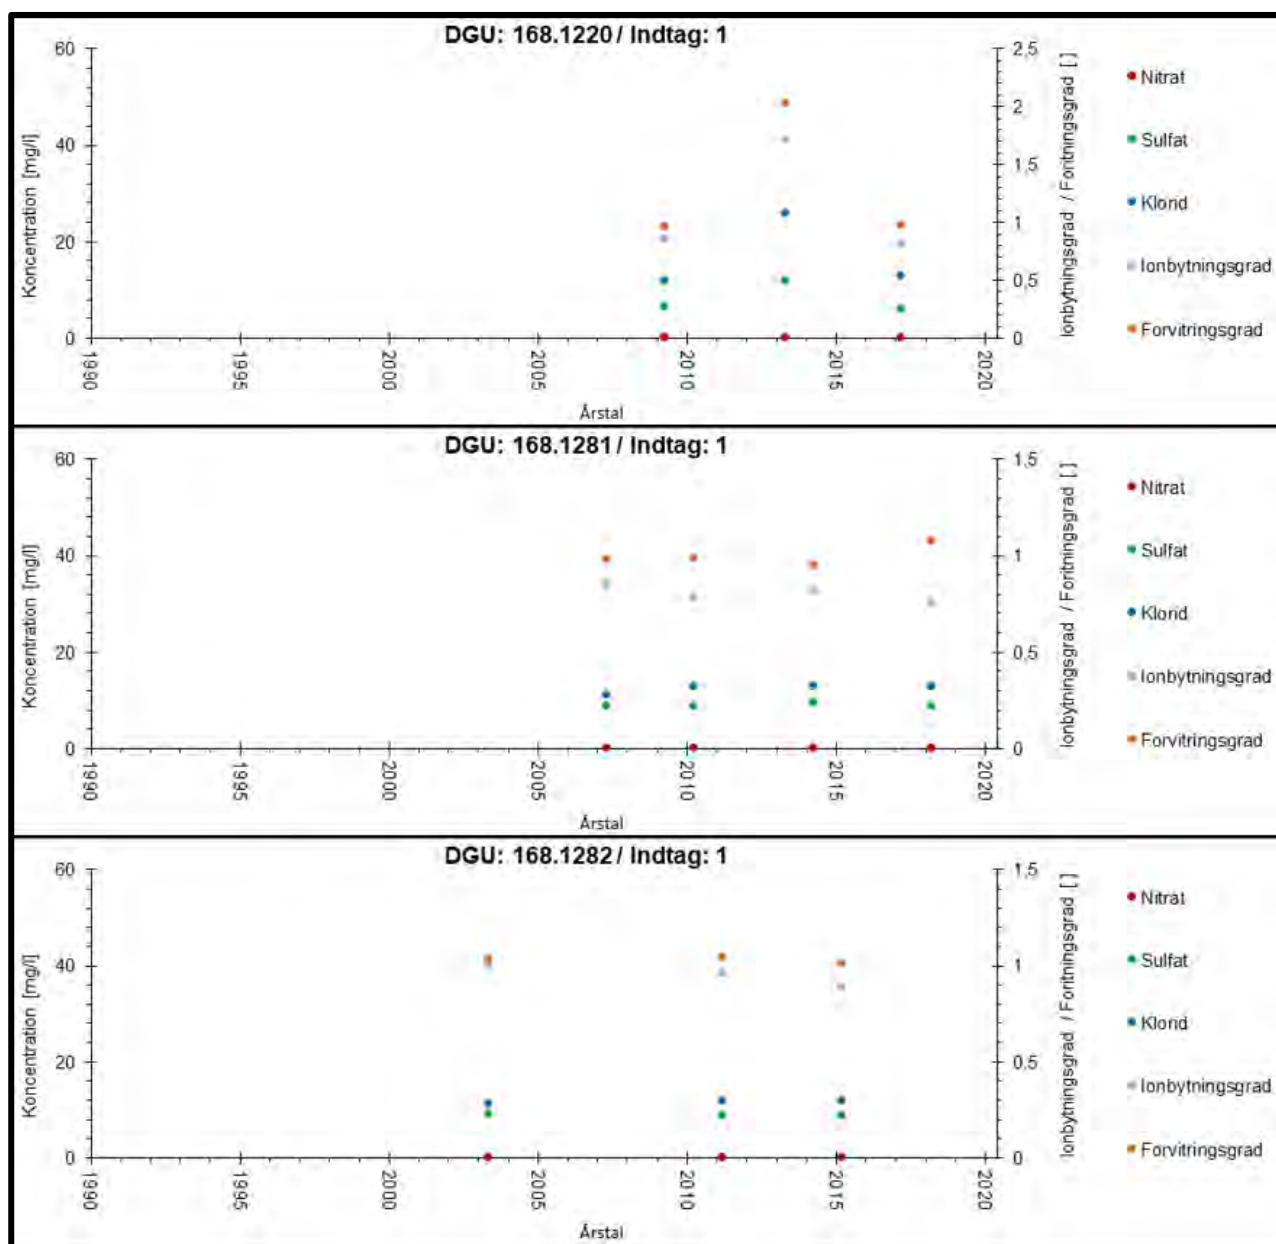 DGU: 168.1220 / Indtag: 1
60
40
20
0
Koncentration [mg/l]
2.5
2
1.5
1
0.5
0
Ionbytningsgrad / Forvitringsgrad [ ]
1990
1995
2000
2005
2010
2015
2020
Årstal
Nitrat
Sulfat
Klorid
Ionbytningsgrad
Forvitringsgrad
DGU: 168.1281 / Indtag: 1
60
40
20
0
Koncentration [mg/l]
1.5
1
0.5
0
Ionbytningsgrad / Forvitringsgrad [ ]
1990
1995
2000
2005
2010
2015
2020
Årstal
Nitrat
Sulfat
Klorid
Ionbytningsgrad
Forvitringsgrad
DGU: 168.1282 / Indtag: 1
60
40
20
0
Koncentration [mg/l]
1.5
1
0.5
0
Ionbytningsgrad / Forvitringsgrad [ ]
1990
1995
2000
2005
2010
2015
2020
Årstal
Nitrat
Sulfat
Klorid
Ionbytningsgrad
Forvitringsgrad